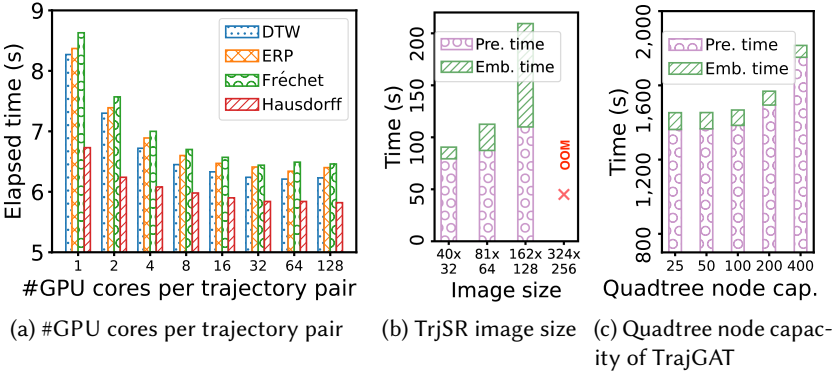 Elapsed time (s)
9
8
7
6
5
DTW
ERP
Fréchet
Hausdorff
1 2 4 8 16 32 64 128
#GPU cores per trajectory pair
(a) #GPU cores per trajectory pair
Time (s)
200
150
100
50
0
Pre. time
Emb. time
OOM
40x 81x 162x 324x
32 64 128 256
Image size
(b) TrjSR image size
Time (s)
2,000
1,600
1,200
800
Pre. time
Emb. time
25 50 100 200 400
Quadtree node cap.
(c) Quadtree node capac-
ity of TrajGAT